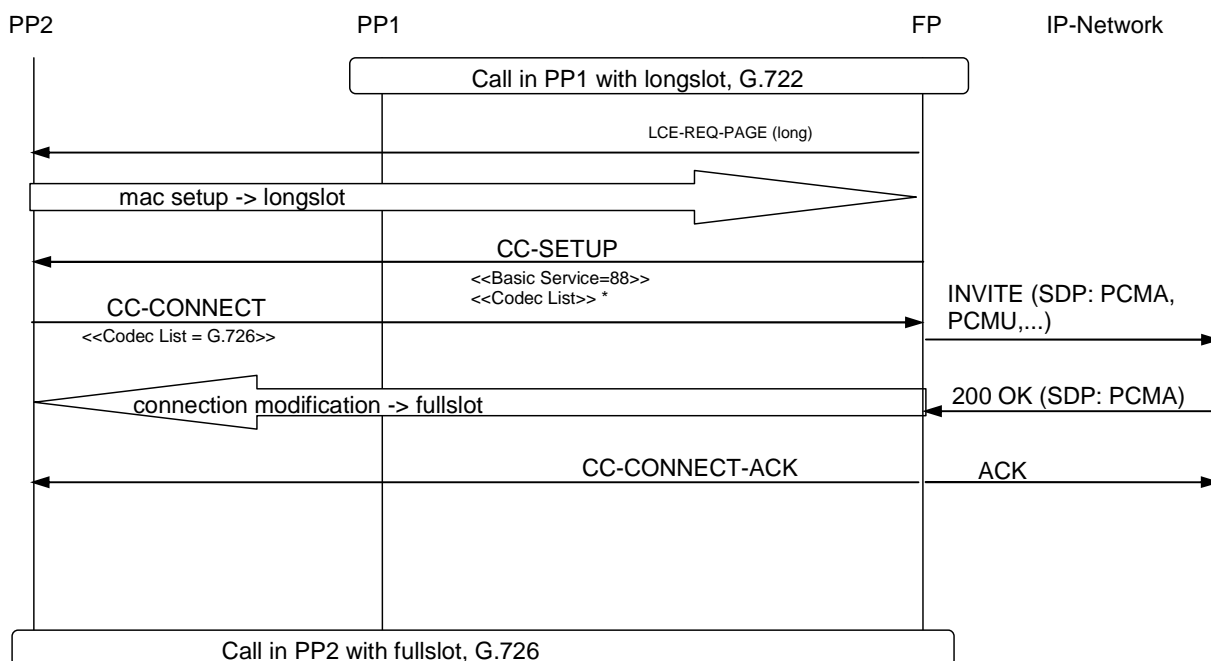 PP2 PP1 FP IP-Network
Call in PP1 with longslot, G.722
LCE-REQ-PAGE (long)
mac setup -> longslot
CC-SETUP
<<Basic Service=88>>
<<Codec List>> *
CC-CONNECT
<<Codec List = G.726>>
INVITE (SDP: PCMA,
PCMU,...)
connection modification -> fullslot
200 OK (SDP: PCMA)
CC-CONNECT-ACK
ACK
Call in PP2 with fullslot, G.726